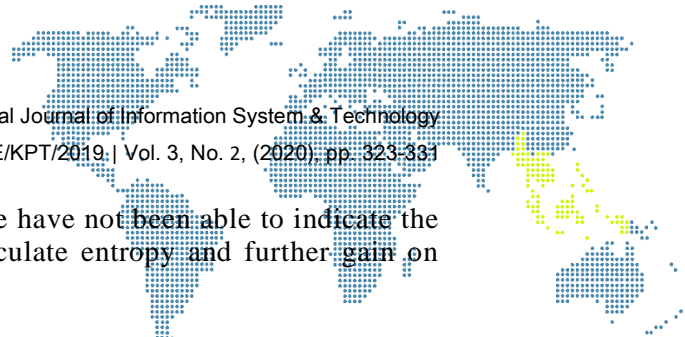 al Journal of Information System & Technology
E/KPT/2019 | Vol. 3, No. 2, (2020), pp. 323-331
e have not been able to indicate the
culate entropy and further gain on